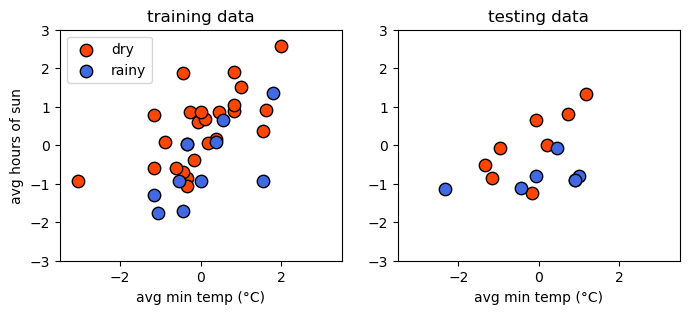 training data
testing data
dry
rainy
avg hours of sun
3
2
1
0
−1
−2
−3
−2
0
2
avg min temp (°C)
3
2
1
0
−1
−2
−3
−2
0
2
avg min temp (°C)